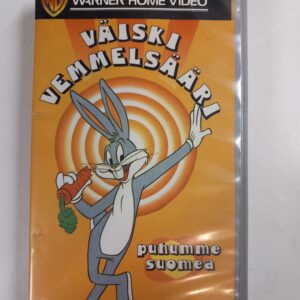 WARNER HOME VIDEO
VÄISKI
VEMMELSÄÄRI
puhumme
suomea